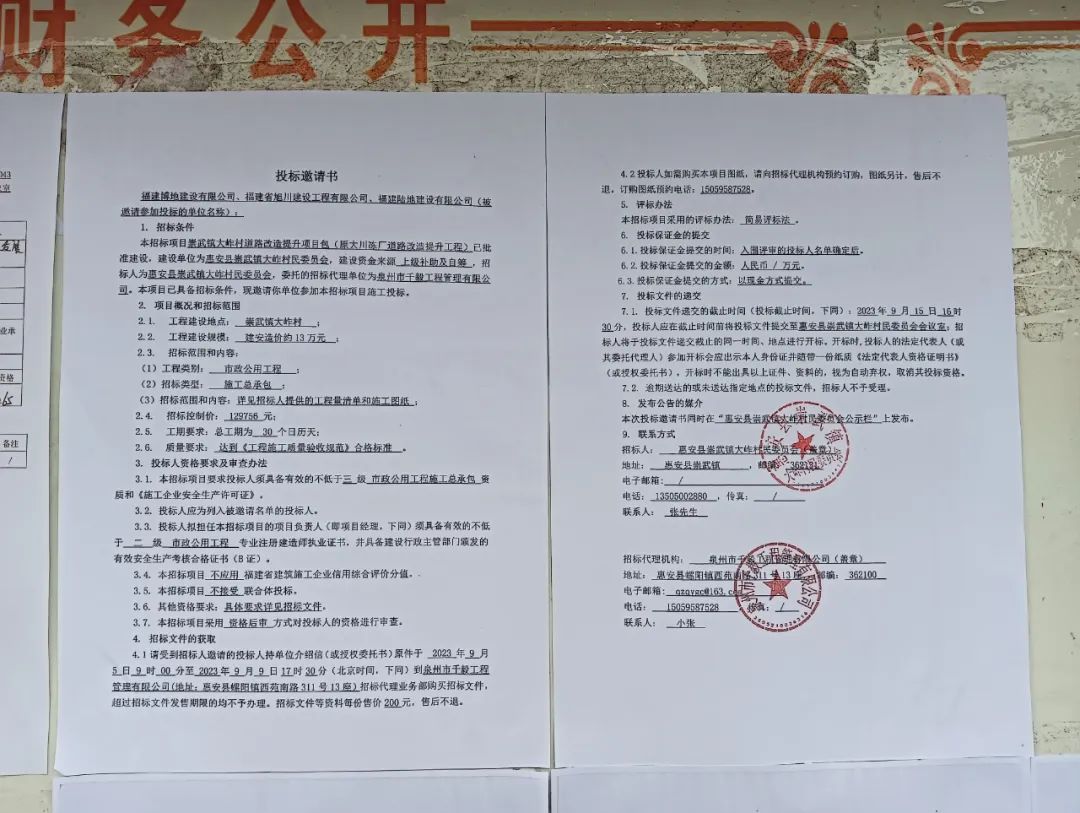 财务公开
043
业承
资格
备注
/
投标邀请书
福建博地建设有限公司、福建省旭川建设工程有限公司、福建陆地建设有限公司（被
邀请参加投标的单位名称）：
1. 招标条件
本招标项目崇武镇大岞村道路改造提升项目包（原大川冻厂道路改造提升工程）已批
准建设，建设单位为惠安县崇武镇大岞村民委员会，建设资金来源 上级补助及自筹 ，招
标人为惠安县崇武镇大岞村民委员会，委托的招标代理单位为泉州市千毅工程管理有限公
司。本项目已具备招标条件，现邀请你单位参加本招标项目施工投标。
2. 项目概况和招标范围
2.1. 工程建设地点： 崇武镇大岞村 ；
2.2. 工程建设规模： 建安造价约 13 万元 ；
2.3. 招标范围和内容：
（1）工程类别： 市政公用工程 ；
（2）招标类型： 施工总承包 ；
（3）招标范围和内容：详见招标人提供的工程量清单和施工图纸；
2.4. 招标控制价： 129756 元；
2.5. 工期要求：总工期为 30 个日历天；
2.6. 质量要求： 达到《工程施工质量验收规范》合格标准 。
3. 投标人资格要求及审查办法
3.1. 本招标项目要求投标人须具备有效的不低于三 级 市政公用工程施工总承包 资
质和《施工企业安全生产许可证》。
3.2. 投标人应为列入被邀请名单的投标人。
3.3. 投标人拟担任本招标项目的项目负责人（即项目经理，下同）须具备有效的不低
于 二 级 市政公用工程 专业注册建造师执业证书，并具备建设行政主管部门颁发的
有效安全生产考核合格证书（B 证）。
3.4. 本招标项目 不应用 福建省建筑施工企业信用综合评价分值。
3.5. 本招标项目 不接受 联合体投标。
3.6. 其他资格要求：具体要求详见招标文件。
3.7. 本招标项目采用 资格后审 方式对投标人的资格进行审查。
4. 招标文件的获取
4.1 请受到招标人邀请的投标人持单位介绍信（或授权委托书）原件于 2023 年 9 月
5 日 9 时 00 分至 2023 年 9 月 9 日 17 时 30 分（北京时间，下同）到泉州市千毅工程
管理有限公司（地址：惠安县螺阳镇西苑南路 311 号 13 座）招标代理业务部购买招标文件，
超过招标文件发售期限的均不予办理。招标文件等资料每份售价 200 元，售后不退。
4.2 投标人如需购买本项目图纸，请向招标代理机构预约订购，图纸另计，售后不
退，订购图纸预约电话：15059587528。
5. 评标办法
本招标项目采用的评标办法： 简易评标法 。
6. 投标保证金的提交
6.1. 投标保证金提交的时间：入围评审的投标人名单确定后。
6.2. 投标保证金提交的金额：人民币 / 万元。
6.3. 投标保证金提交的方式：以现金方式提交。
7. 投标文件的递交
7.1. 投标文件递交的截止时间（投标截止时间，下同）：2023 年 9 月 15 日 16 时
30 分，投标人应在截止时间前将投标文件提交至惠安县崇武镇大岞村民委员会会议室；招
标人将于投标文件递交截止的同一时间、地点进行开标。开标时，投标人的法定代表人（或
其委托代理人）参加开标会应出示本人身份证并随带一份纸质《法定代表人资格证明书》
（或授权委托书），开标时不能出具以上证件、资料的，视为自动弃权，取消其投标资格。
7.2. 逾期送达的或未送达指定地点的投标文件，招标人不予受理。
8. 发布公告的媒介
本次投标邀请书同时在“惠安县崇武镇大岞村民委员会公示栏”上发布。
9. 联系方式
招标人： 惠安县崇武镇大岞村民委员会（盖章）
地址： 惠安县崇武镇 ，邮编：
电子邮箱： /
电话： 13505002880 ，传真： /
联系人： 张先生
招标代理机构： 泉州市千毅工程管理有限公司（盖章）
地址： 惠安县螺阳镇西苑南路 311 号 13 座 邮编： 362100
电子邮箱：
电话： 15059587528 传真： /
联系人： 小张